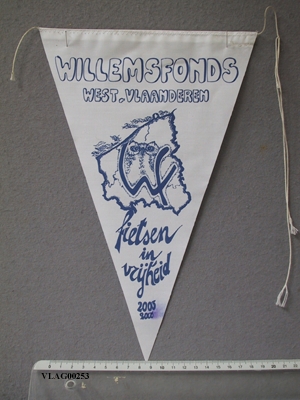 WILLEMSFONDS
WEST-VLAANDEREN
W
fietsen
in
vrijheid
2005
VLAG00253